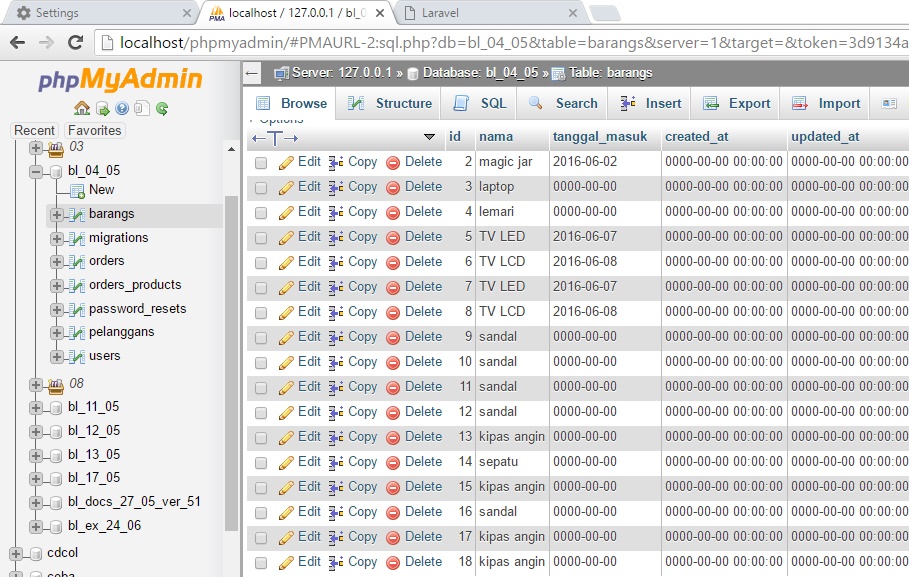 Settings
localhost / 127.0.0.1 / bl_0
Laravel
localhost/phpmyadmin/#PMAURL-2:sql.php?db=bl_04_05&table=barangs&server=1&target=&token=3d9134a
phpMyAdmin
Recent Favorites
03
bl_04_05
New
barangs
migrations
orders
orders_products
password_resets
pelanggans
users
08
bl_11_05
bl_12_05
bl_13_05
bl_17_05
bl_docs_27_05_ver_51
bl_ex_24_06
cdcol
coba
Server: 127.0.0.1 » Database: bl_04_05 » Table: barangs
Browse Structure SQL Search Insert Export Import
+ Options
←T→ id nama tanggal_masuk created_at updated_at
Edit Copy Delete 2 magic jar 2016-06-02 0000-00-00 00:00:00 0000-00-00 00:00:00
Edit Copy Delete 3 laptop 0000-00-00 0000-00-00 00:00:00 0000-00-00 00:00:00
Edit Copy Delete 4 lemari 0000-00-00 0000-00-00 00:00:00 0000-00-00 00:00:00
Edit Copy Delete 5 TV LED 2016-06-07 0000-00-00 00:00:00 0000-00-00 00:00:00
Edit Copy Delete 6 TV LCD 2016-06-08 0000-00-00 00:00:00 0000-00-00 00:00:00
Edit Copy Delete 7 TV LED 2016-06-07 0000-00-00 00:00:00 0000-00-00 00:00:00
Edit Copy Delete 8 TV LCD 2016-06-08 0000-00-00 00:00:00 0000-00-00 00:00:00
Edit Copy Delete 9 sandal 0000-00-00 0000-00-00 00:00:00 0000-00-00 00:00:00
Edit Copy Delete 10 sandal 0000-00-00 0000-00-00 00:00:00 0000-00-00 00:00:00
Edit Copy Delete 11 sandal 0000-00-00 0000-00-00 00:00:00 0000-00-00 00:00:00
Edit Copy Delete 12 sandal 0000-00-00 0000-00-00 00:00:00 0000-00-00 00:00:00
Edit Copy Delete 13 kipas angin 0000-00-00 0000-00-00 00:00:00 0000-00-00 00:00:00
Edit Copy Delete 14 sepatu 0000-00-00 0000-00-00 00:00:00 0000-00-00 00:00:00
Edit Copy Delete 15 kipas angin 0000-00-00 0000-00-00 00:00:00 0000-00-00 00:00:00
Edit Copy Delete 16 sandal 0000-00-00 0000-00-00 00:00:00 0000-00-00 00:00:00
Edit Copy Delete 17 kipas angin 0000-00-00 0000-00-00 00:00:00 0000-00-00 00:00:00
Edit Copy Delete 18 kipas angin 0000-00-00 0000-00-00 00:00:00 0000-00-00 00:00:00